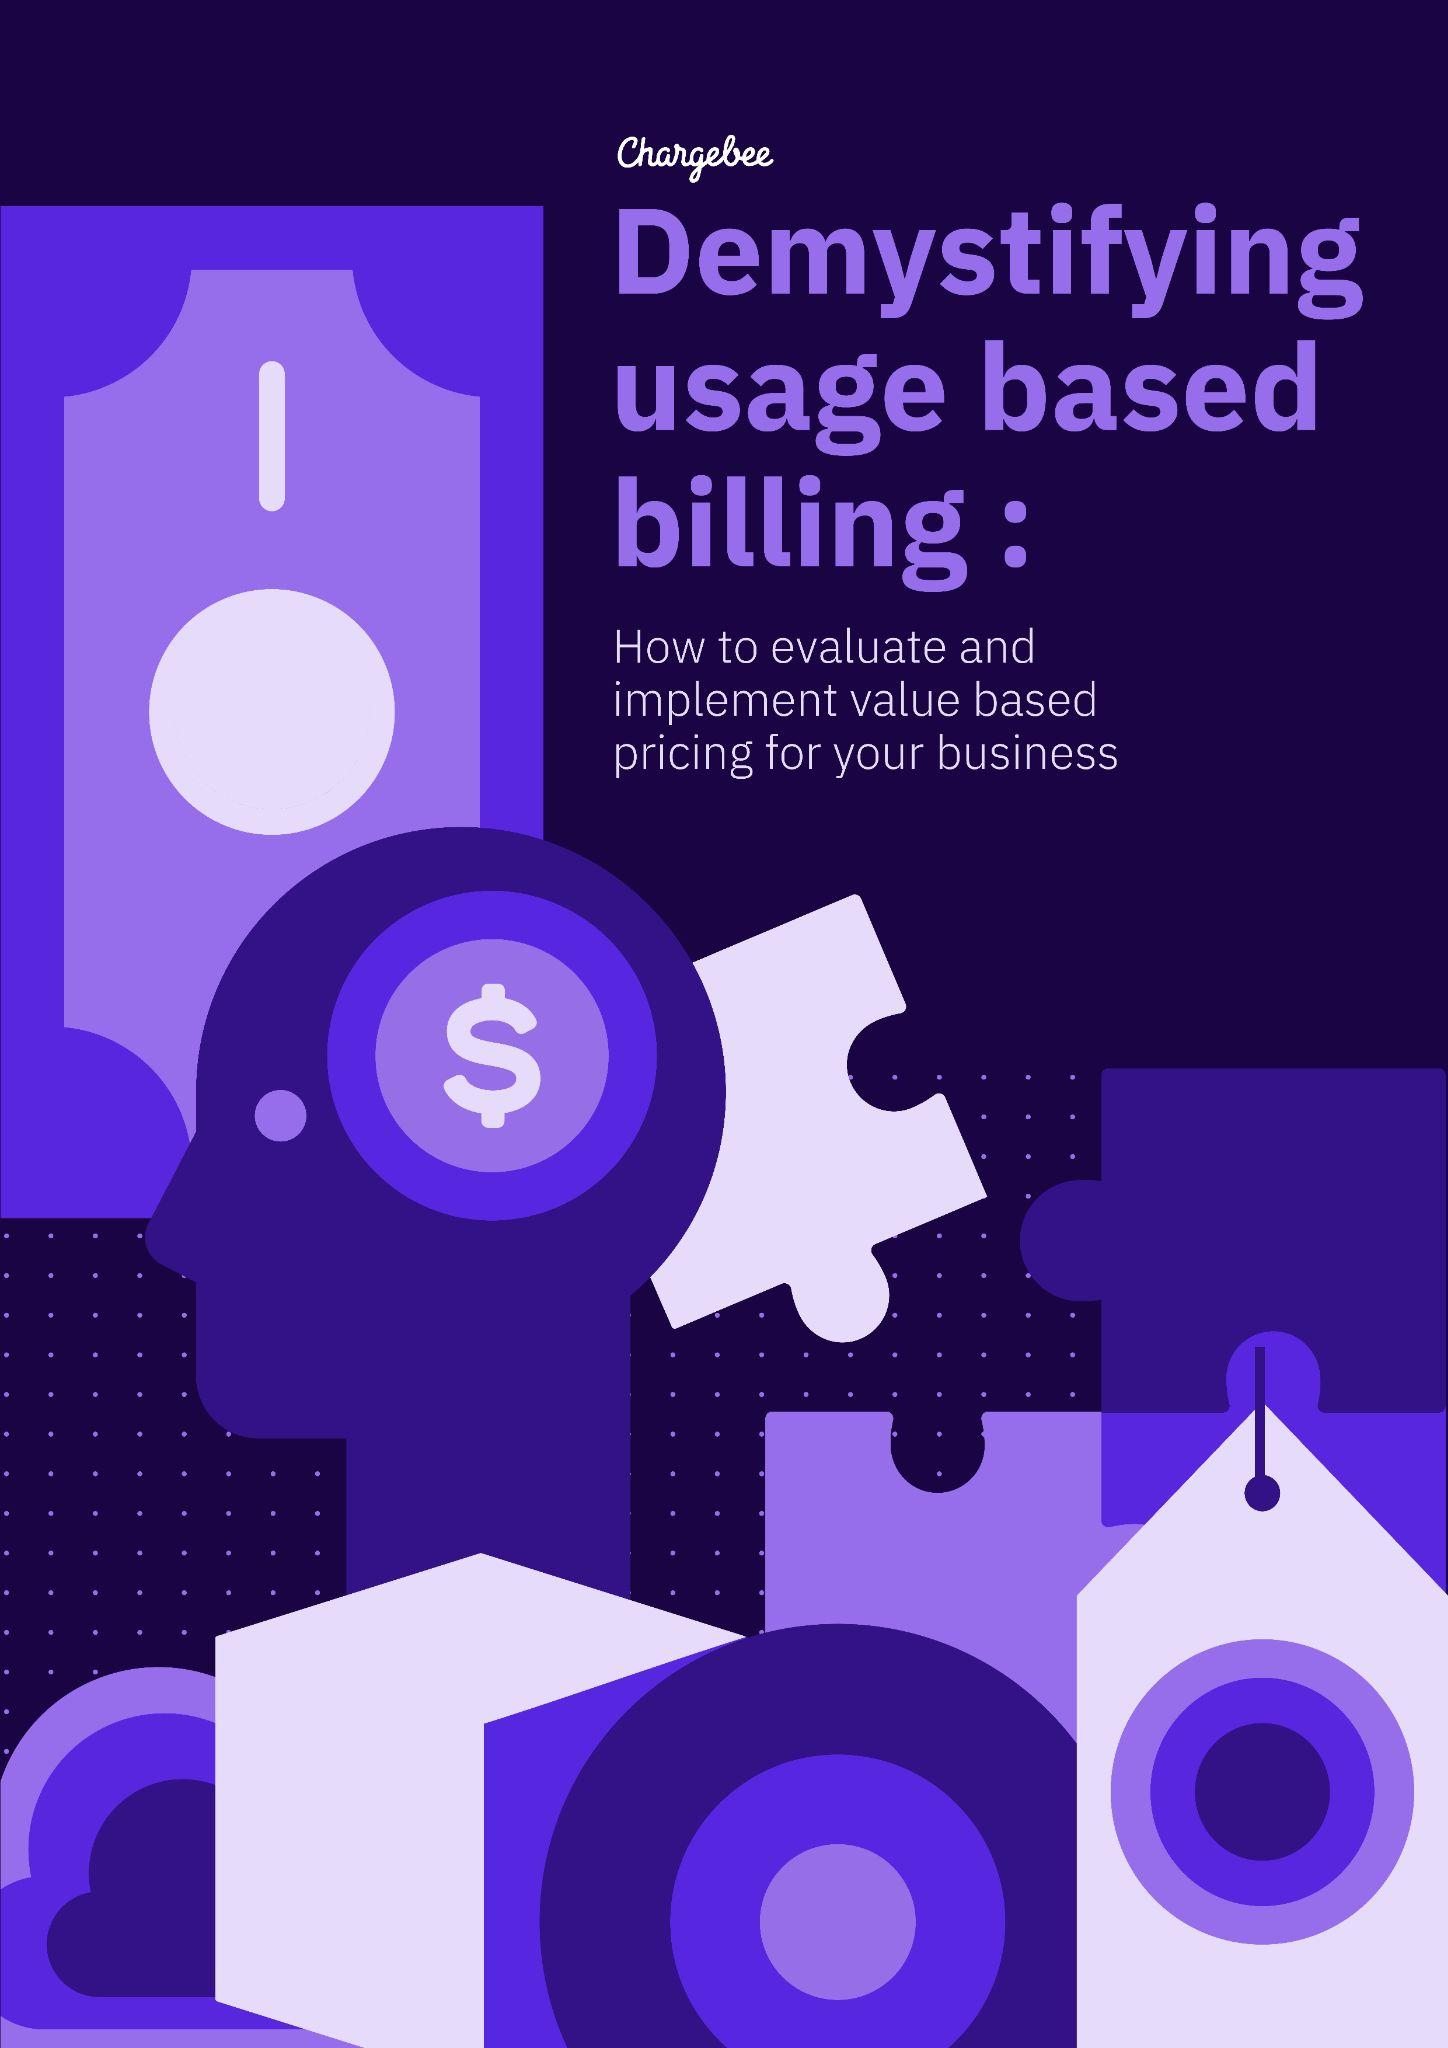 Chargebee
Demystifying
usage based
billing :
How to evaluate and
implement value based
pricing for your business
$